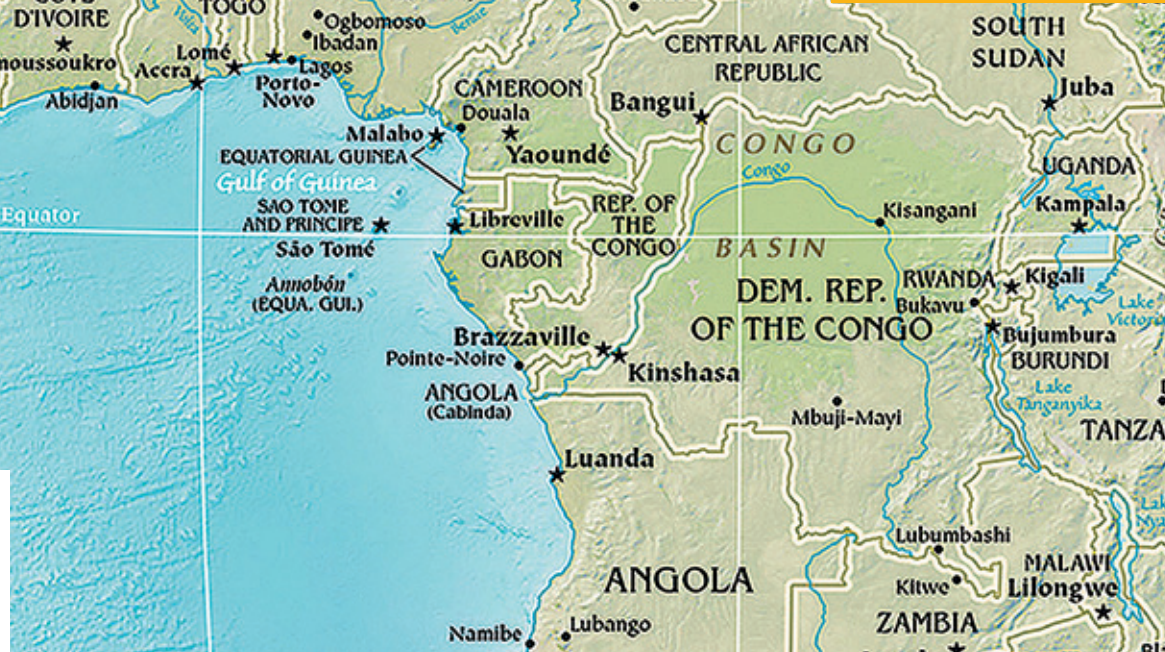 D'IVOIRE
TOGO
Volta
Ogbomoso
Ibadan
Benue
Lomé
Accra
Lagos
Porto-
Novo
Abidjan
CENTRAL AFRICAN
REPUBLIC
SOUTH
SUDAN
Juba
CAMEROON
Douala
Bangui
Malabo
Yaoundé
EQUATORIAL GUINEA
Gulf of Guinea
CONGO
Congo
UGANDA
Kampala
Equator
SAO TOME
AND PRINCIPE
São Tomé
Libreville
REP. OF
THE
CONGO
Kisangani
GABON
BASIN
Annobón
(EQUA. GUI.)
DEM. REP.
OF THE CONGO
RWANDA
Kigali
Bukavu
Lake
Bujumbura
BURUNDI
Brazzaville
Pointe-Noire
Kinshasa
ANGOLA
(Cabinda)
Lake
Tanganyika
Mbuji-Mayi
TANZA
Luanda
Lubumbashi
Kitwe
MALAWI
Lilongwe
ANGOLA
ZAMBIA
Namibe
Lubango